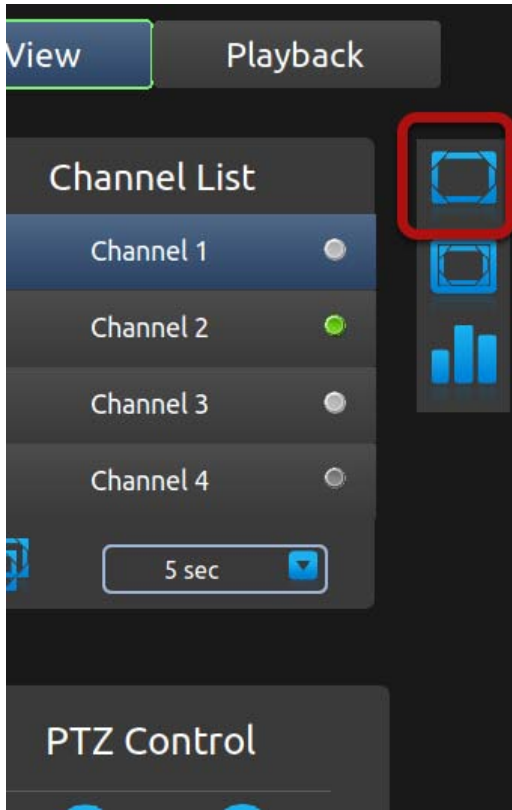 View
Playback
Channel List
Channel 1
Channel 2
Channel 3
Channel 4
5 sec
PTZ Control